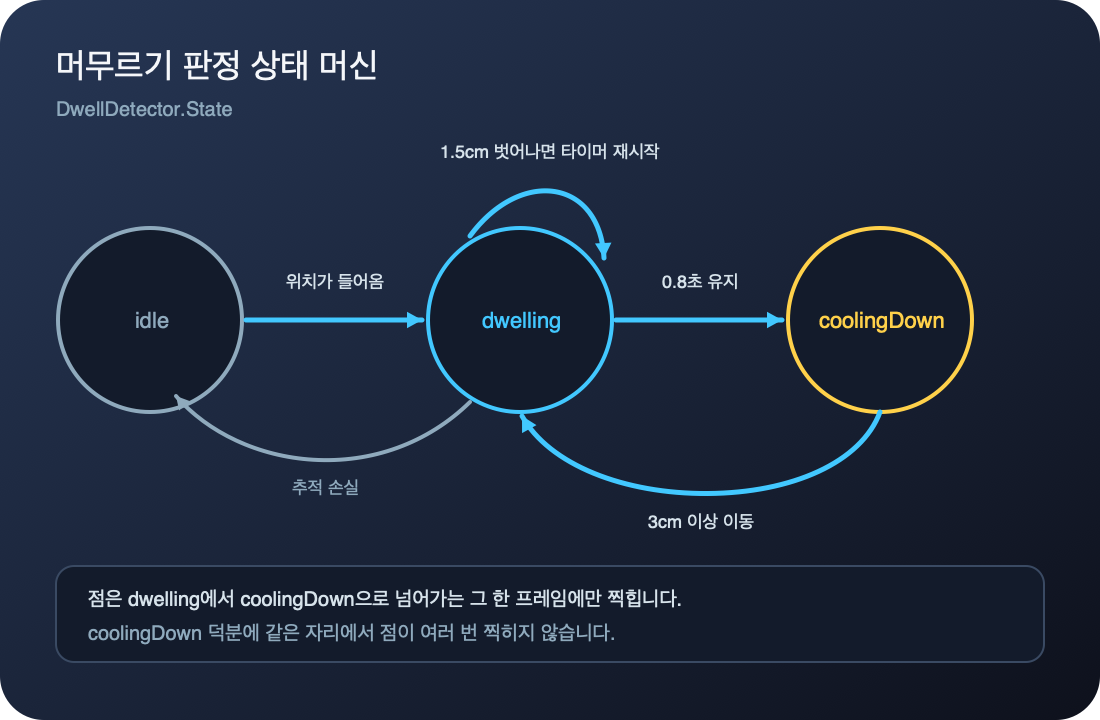 머무르기 판정 상태 머신
DwellDetector.State
1.5cm 벗어나면 타이머 재시작
위치가 들어옴
0.8초 유지
idle
dwelling
coolingDown
추적 손실
3cm 이상 이동
점은 dwelling에서 coolingDown으로 넘어가는 그 한 프레임에만 찍힙니다.
coolingDown 덕분에 같은 자리에서 점이 여러 번 찍히지 않습니다.